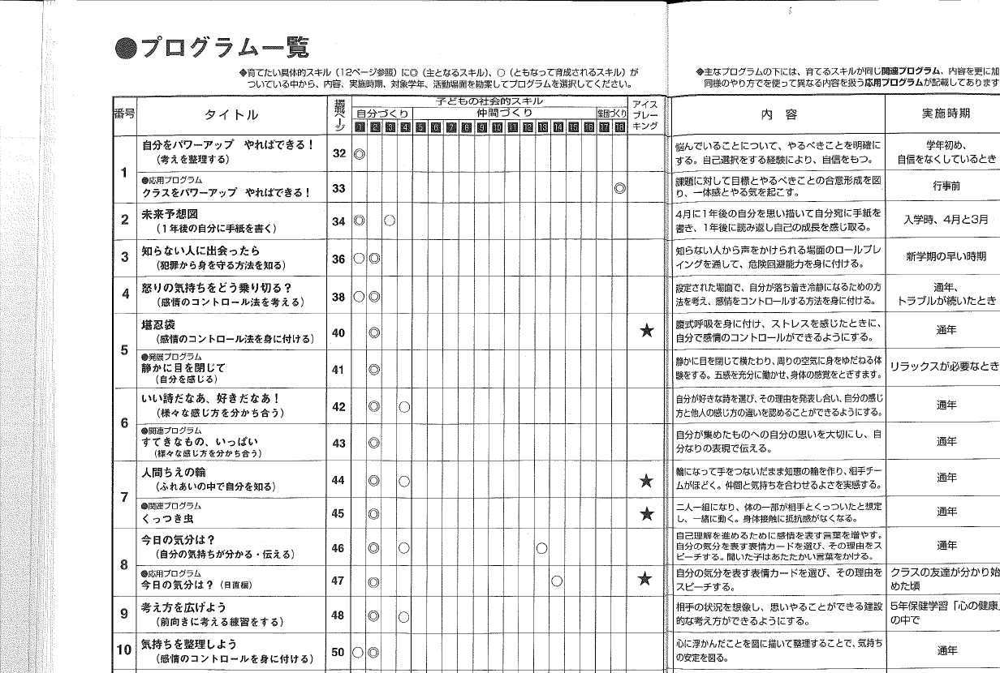 ●プログラム一覧
◆育てたい具体的スキル（12ページ参照）に◎（主となるスキル）、○（ともなって育成されるスキル）が
ついている中から、内容、実施時期、対象学年、活動場面を勘案してプログラムを選択してください。
◆主なプログラムの下には、育てるスキルが同じ関連プログラム、内容を更に加
同様のやり方でを使って異なる内容を扱う応用プログラムが記載してあります
番号 タイトル 掲載ページ 子どもの社会的スキル アイスブレーキング 内容 実施時期
自分づくり 仲間づくり 集団づくり
1 2 3 4 5 6 7 8 9 10 11 12 13 14 15 16 17 18
1
自分をパワーアップ やればできる！
（考えを整理する）
32 ◎
悩んでいることについて、やるべきことを明確に
する。自己選択をする経験により、自信をもつ。
学年初め、
自信をなくしているとき
●応用プログラム
クラスをパワーアップ やればできる！
33 ◎
課題に対して目標とやるべきことの合意形成を図
り、一体感とやる気を起こす。
行事前
2
未来予想図
（１年後の自分に手紙を書く）
34 ◎ ○
4月に１年後の自分を思い描いて自分宛に手紙を
書き、１年後に読み返し自己の成長を感じ取る。
入学時、4月と3月
3
知らない人に出会ったら
（犯罪から身を守る方法を知る）
36 ○ ◎
知らない人から声をかけられる場面のロールプレ
イングを通して、危険回避能力を身に付ける。
新学期の早い時期
4
怒りの気持ちをどう乗り切る？
（感情のコントロール法を考える）
38 ○ ◎
設定された場面で、自分が落ち着き冷静になるための方
法を考え、感情をコントロールする方法を身に付ける。
通年、
トラブルが続いたとき
5
堪忍袋
（感情のコントロール法を身に付ける）
40 ◎ ★
腹式呼吸を身に付け、ストレスを感じたときに、
自分で感情のコントロールができるようにする。
通年
●発展プログラム
静かに目を閉じて
（自分を感じる）
41 ◎
静かに目を閉じて横たわり、周りの空気に身をゆだねる体
験をする。五感を充分に働かせ、身体の感覚をとぎすます。
リラックスが必要なとき
6
いい詩だなあ、好きだなあ！
（様々な感じ方を分かち合う）
42 ◎ ○
自分が好きな詩を選び、その理由を発表し合い、自分の感じ
方と他人の感じ方の違いを認めることができるようにする。
通年
●関連プログラム
すてきなもの、いっぱい
（様々な感じ方を分かち合う）
43 ◎
自分が集めたものへの自分の思いを大切にし、自
分なりの表現で伝える。
通年
7
人間ちえの輪
（ふれあいの中で自分を知る）
44 ◎ ○ ★
輪になって手をつないだまま知恵の輪を作り、相手チー
ムがほどく。仲間と気持ちを合わせるよさを実感する。
通年
●関連プログラム
くっつき虫
45 ◎ ★
二人一組になり、体の一部が相手とくっついたと想定
し、一緒に動く。身体接触に抵抗感がなくなる。
通年
8
今日の気分は？
（自分の気持ちが分かる・伝える）
46 ◎ ○ ○
自己理解を進めるために感情を表す言葉を増やす。
自分の気分を表す表情カードを選び、その理由をス
ピーチする。聞いた子はあたたかい言葉をかける。
通年
●応用プログラム
今日の気分は？（日直編）
47 ◎ ○ ★
自分の気分を表す表情カードを選び、その理由を
スピーチする。
クラスの友達が分かり始
めた頃
9
考え方を広げよう
（前向きに考える練習をする）
48 ◎ ○
相手の状況を想像し、思いやることができる建設
的な考え方ができるようにする。
5年保健学習「心の健康」
の中で
10
気持ちを整理しよう
（感情のコントロールを身に付ける）
50 ○ ◎
心に浮かんだことを図に描いて整理することで、気持ち
の安定を図る。
通年